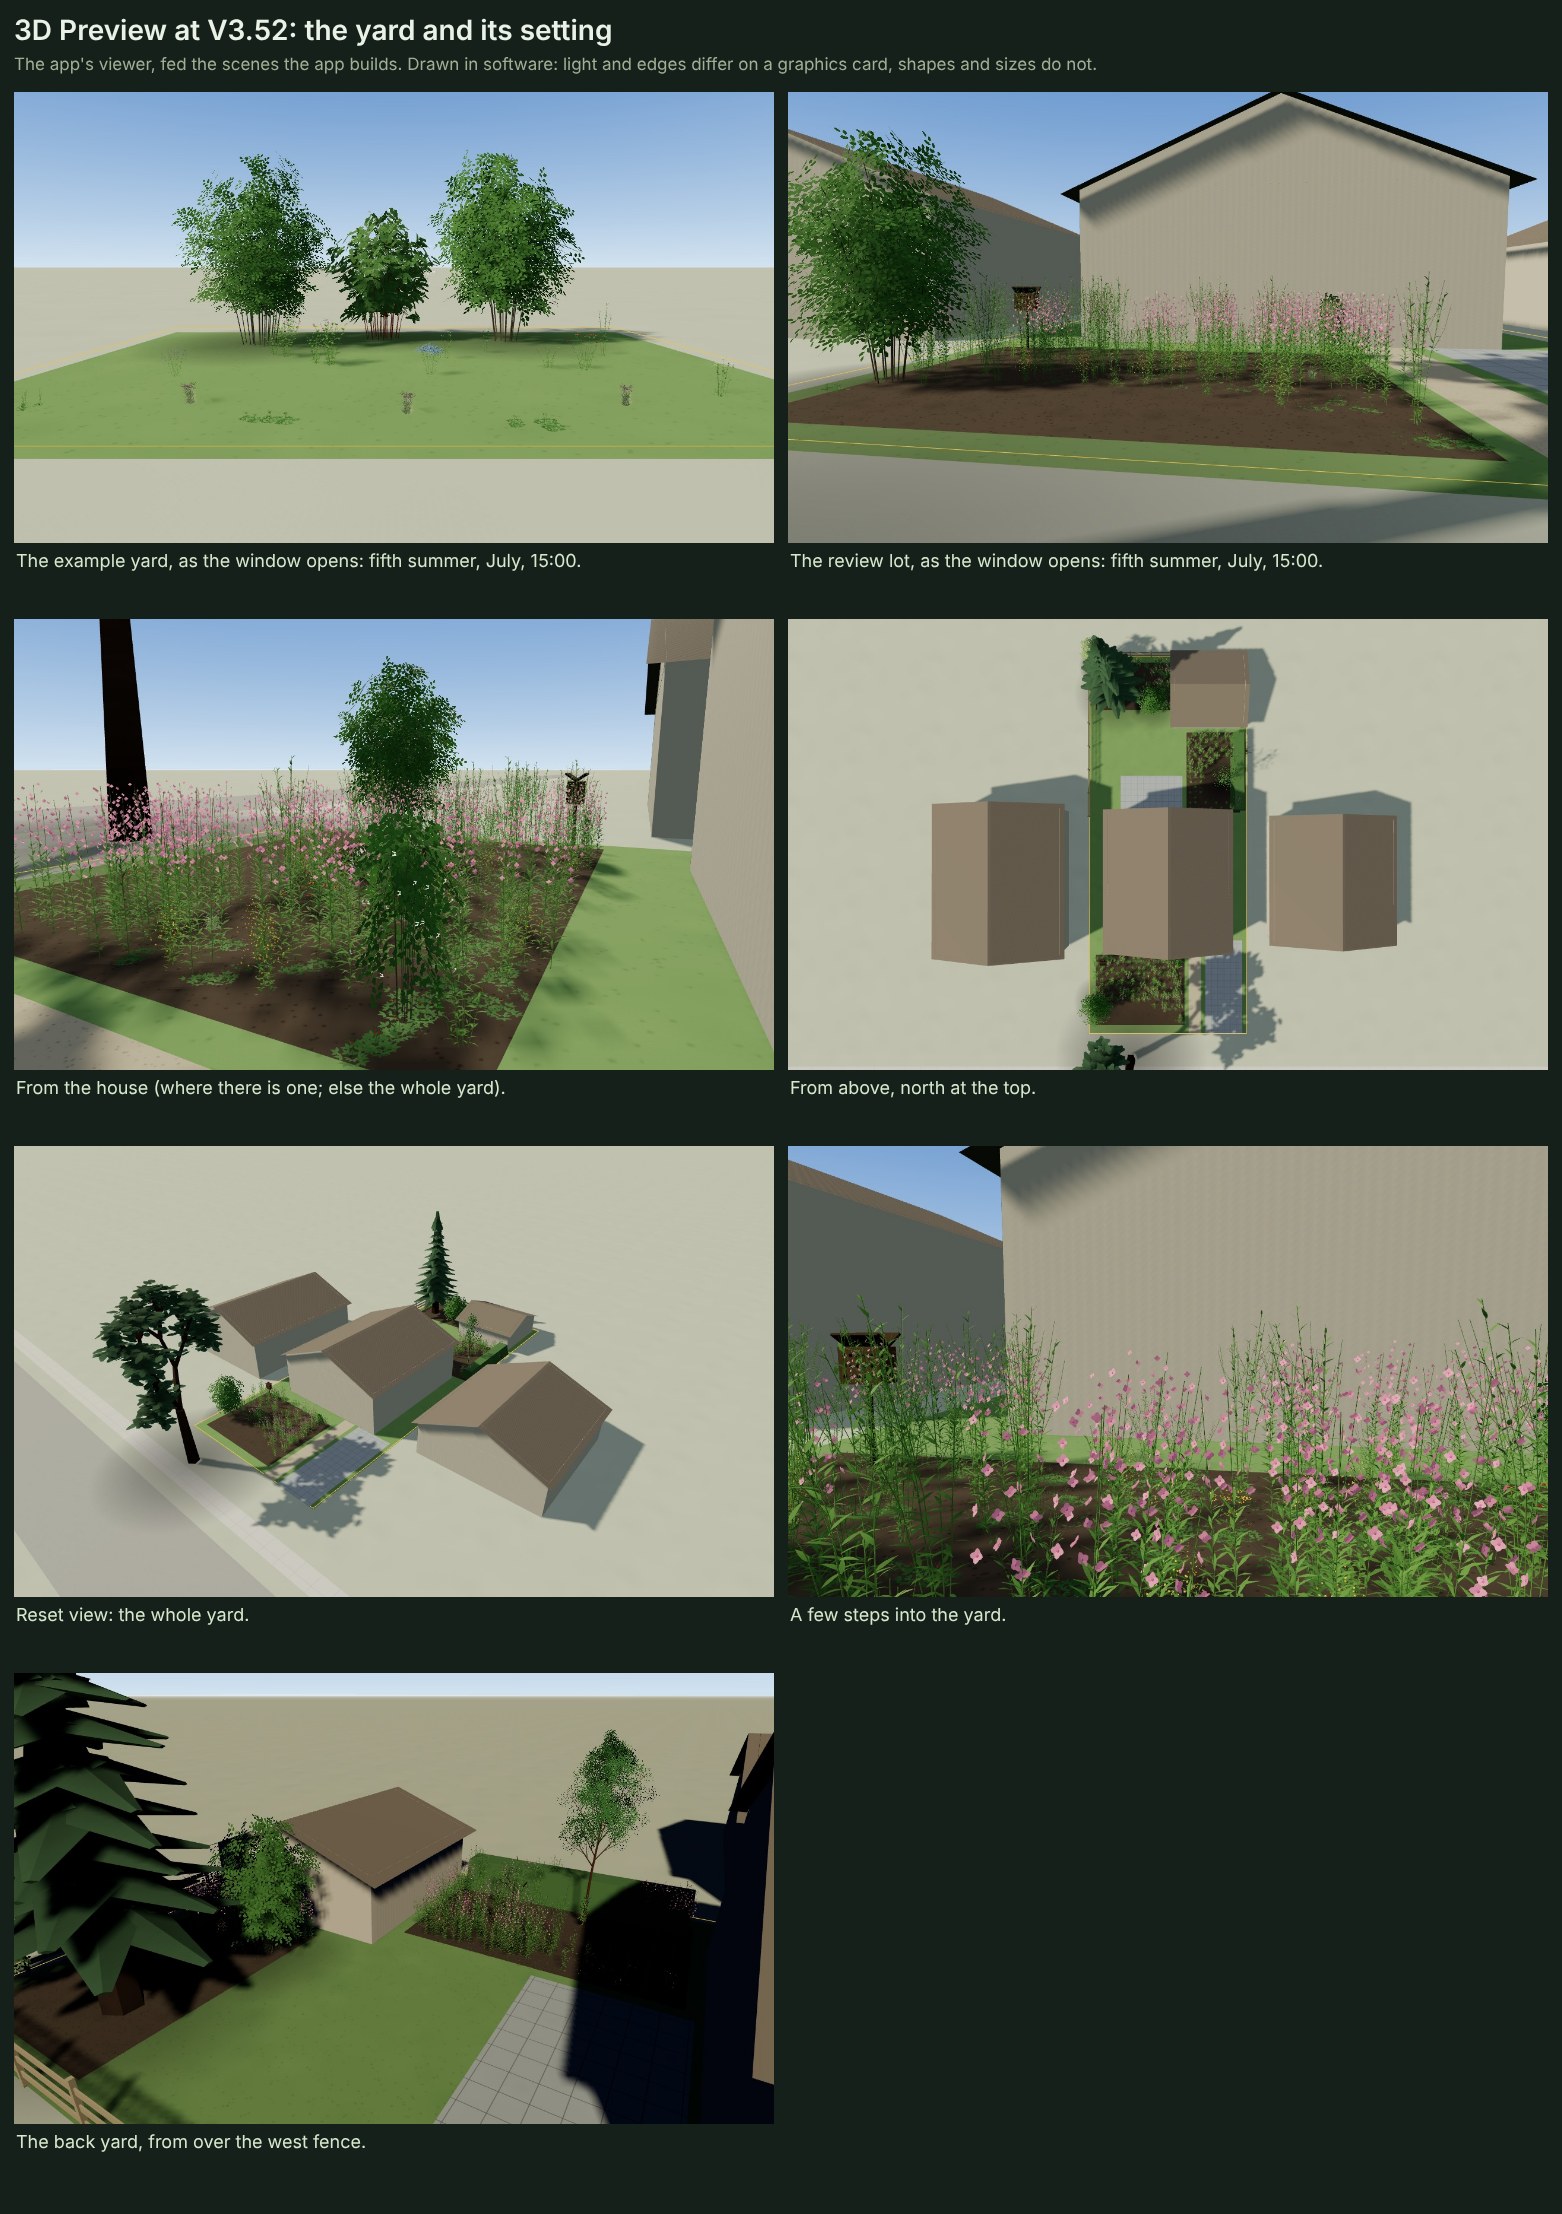 3D Preview at V3.52: the yard and its setting
The app's viewer, fed the scenes the app builds. Drawn in software: light and edges differ on a graphics card, shapes and sizes do not.
The example yard, as the window opens: fifth summer, July, 15:00.
The review lot, as the window opens: fifth summer, July, 15:00.
From the house (where there is one; else the whole yard).
From above, north at the top.
Reset view: the whole yard.
A few steps into the yard.
The back yard, from over the west fence.